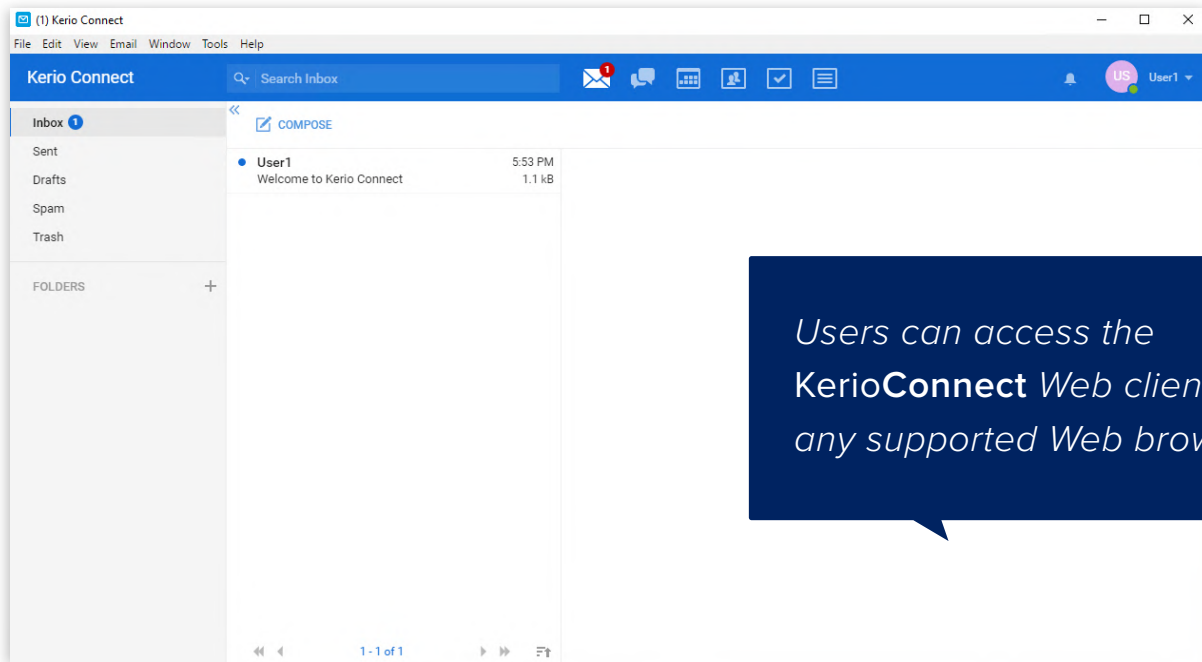 (1) Kerio Connect
File Edit View Email Window Tools Help
Kerio Connect
Search Inbox
1
US
User1
Inbox 1
Sent
Drafts
Spam
Trash
FOLDERS
COMPOSE
User1 5:53 PM
Welcome to Kerio Connect 1.1 kB
1 - 1 of 1
Users can access the
KerioConnect Web clien
any supported Web brow